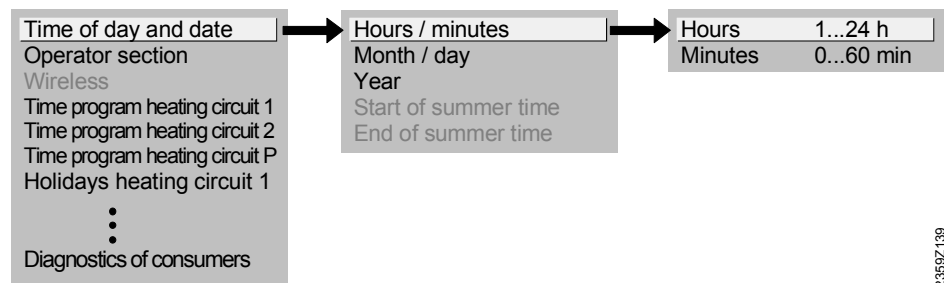 Time of day and date
Operator section
Wireless
Time program heating circuit 1
Time program heating circuit 2
Time program heating circuit P
Holidays heating circuit 1
Diagnostics of consumers
Hours / minutes
Month / day
Year
Start of summer time
End of summer time
Hours 1...24 h
Minutes 0...60 min
2359Z139